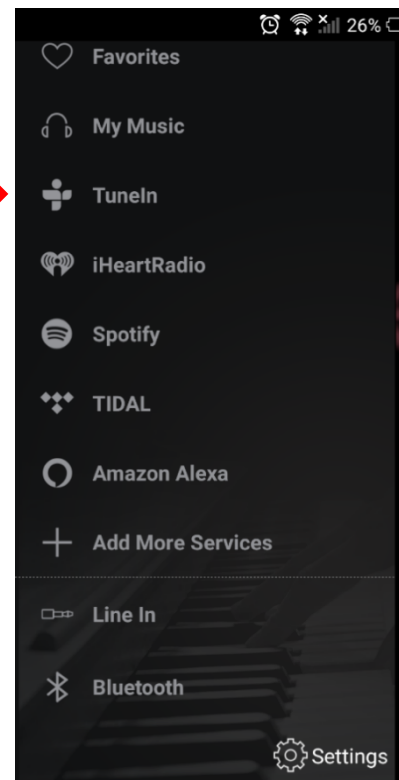 26%
Favorites
My Music
TuneIn
iHeartRadio
Spotify
TIDAL
Amazon Alexa
Add More Services
Line In
Bluetooth
Settings